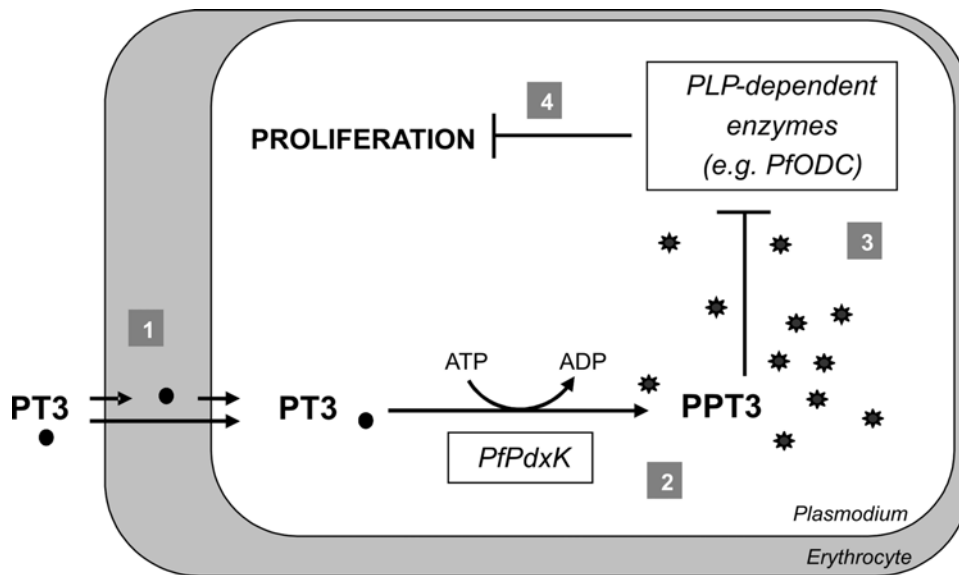 PLP-dependent
enzymes
(e.g. PfODC)
4
PROLIFERATION
3
1
ATP ADP
PT3 PT3 PPT3
PfPdxK
2
Plasmodium
Erythrocyte